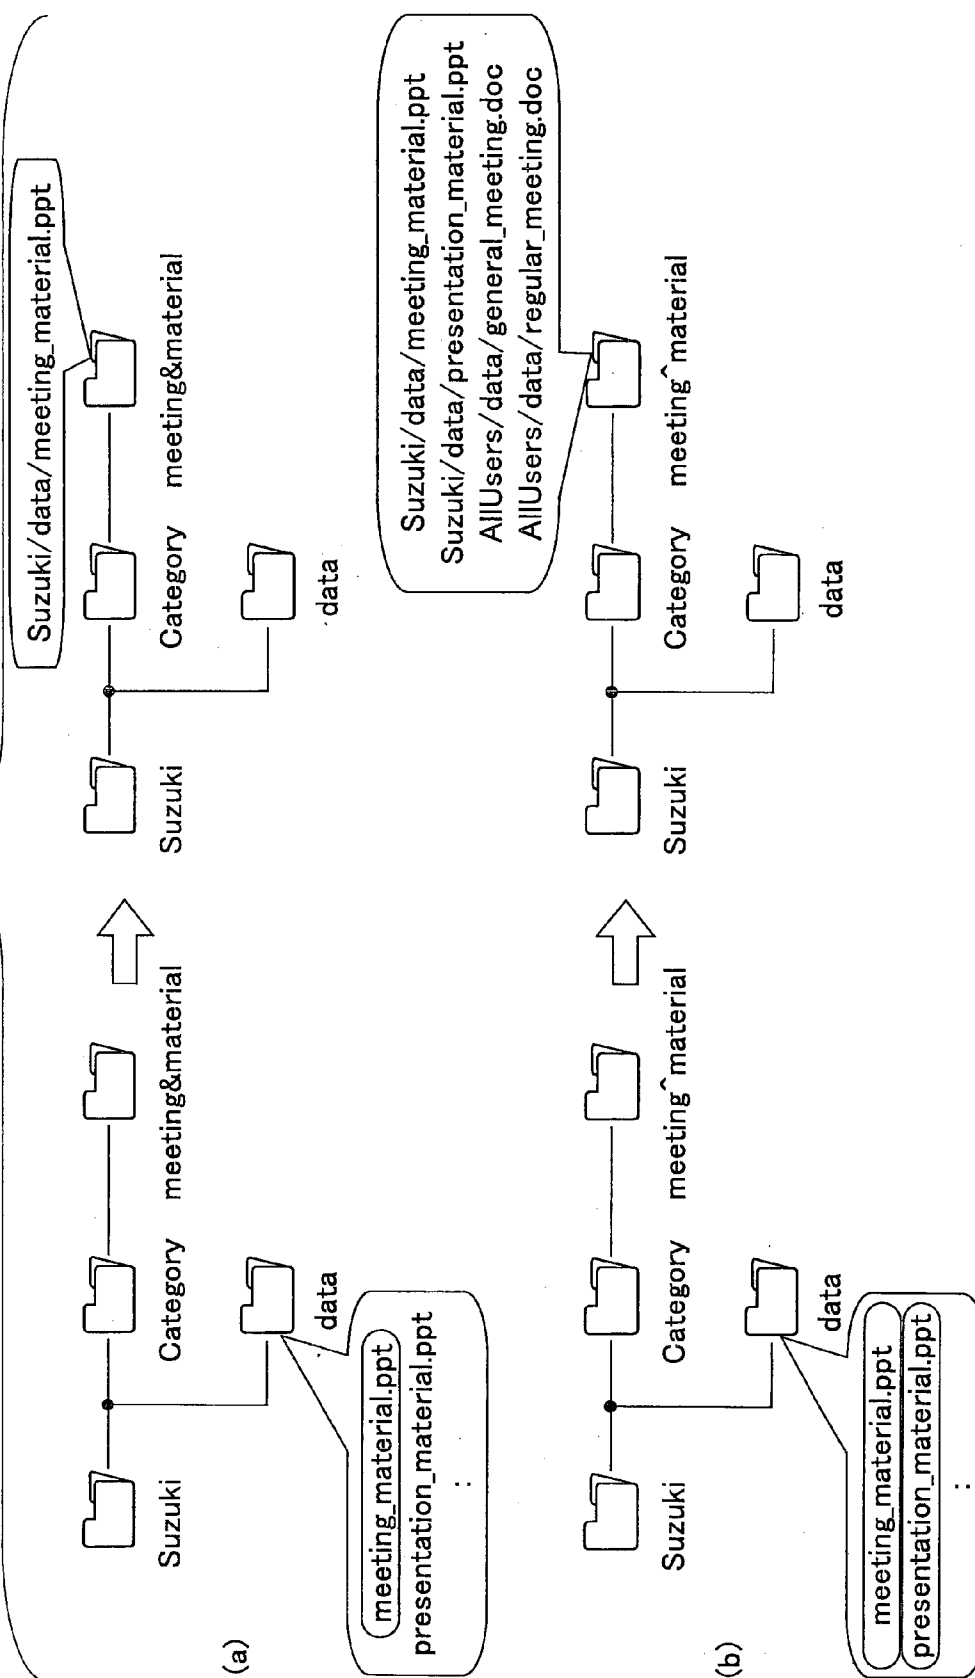 (a)
Suzuki
Category
meeting&material
data
meeting_material.ppt
presentation_material.ppt
:
Suzuki
Category
meeting&material
data
Suzuki/data/meeting_material.ppt
(b)
Suzuki
Category
meeting^material
data
meeting_material.ppt
presentation_material.ppt
:
Suzuki
Category
meeting^material
data
Suzuki/data/meeting_material.ppt
Suzuki/data/presentation_material.ppt
AllUsers/data/general_meeting.doc
AllUsers/data/regular_meeting.doc